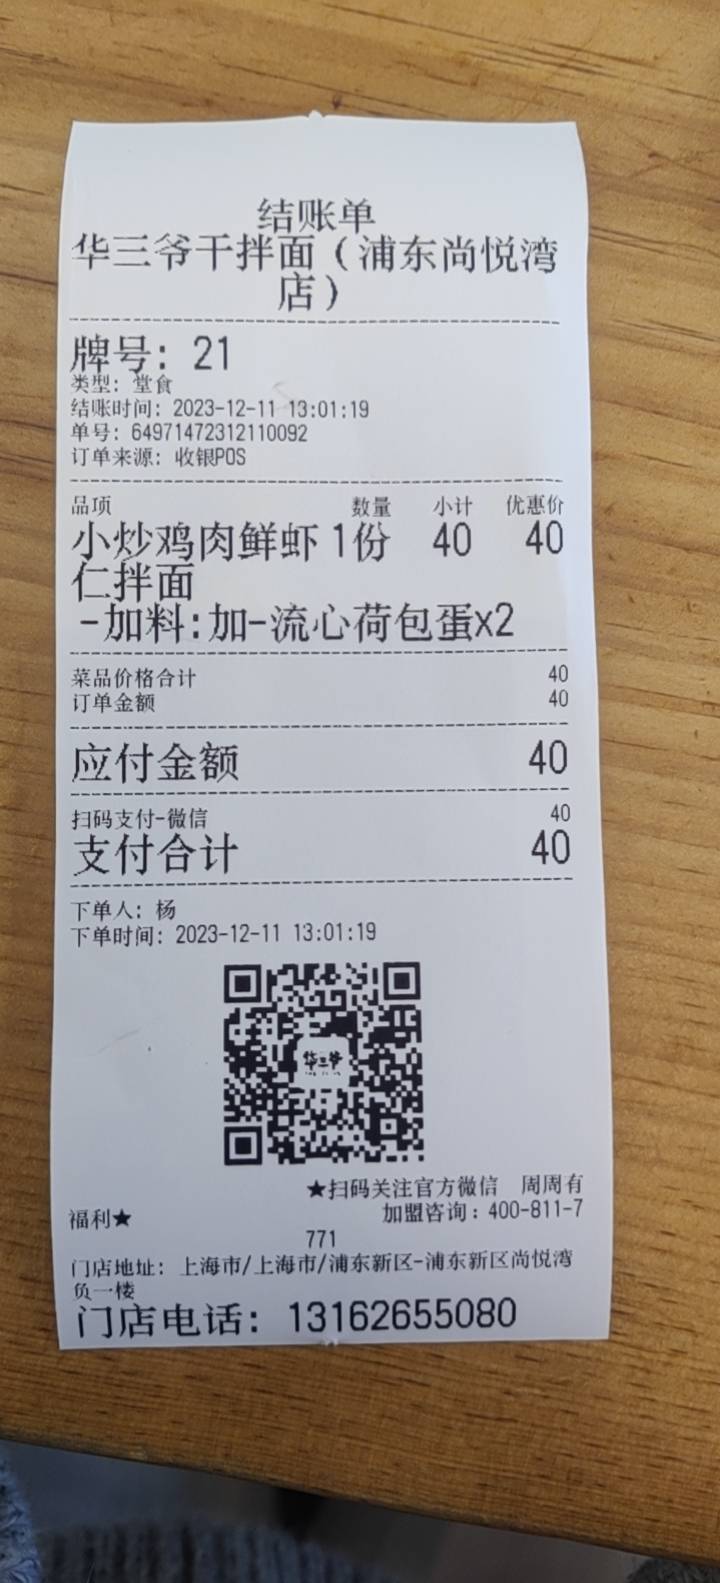 结账单
华三爷干拌面（浦东尚悦湾
店）
牌号：21
类型：堂食
结账时间：2023-12-11 13:01:19
单号：64971472312110092
订单来源：收银POS
品项 数量 小计 优惠价
小炒鸡肉鲜虾 1份 40 40
仁拌面
-加料:加-流心荷包蛋x2
菜品价格合计 40
订单金额 40
应付金额 40
扫码支付-微信 40
支付合计 40
下单人：杨
下单时间：2023-12-11 13:01:19
华三爷
★扫码关注官方微信 周周有
福利★ 加盟咨询：400-811-7
771
门店地址：上海市/上海市/浦东新区-浦东新区尚悦湾
负一楼
门店电话：13162655080